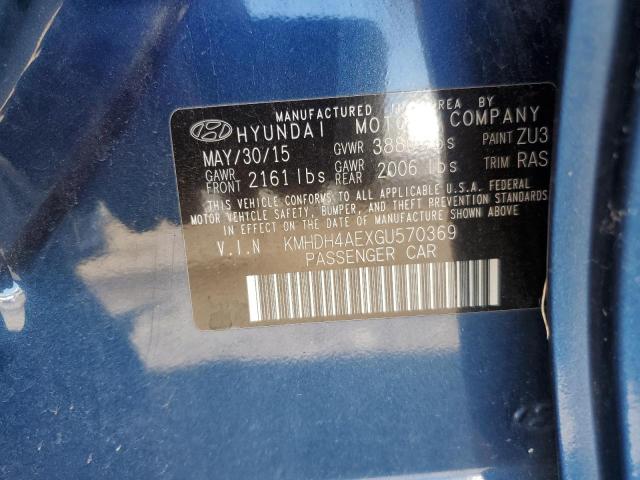 MANUFACTURED IN KOREA BY
HYUNDAI MOTOR COMPANY
MAY/30/15 GVWR lbs PAINT ZU3
GAWR FRONT 2161 lbs GAWR REAR 2006 lbs TRIM RAS
THIS VEHICLE CONFORMS TO ALL APPLICABLE U.S.A. FEDERAL
MOTOR VEHICLE SAFETY, BUMPER, AND THEFT PREVENTION
STANDARDS IN EFFECT ON THE DATE OF MANUFACTURE SHOWN ABOVE.
V.I.N KMHDH4AEXGU570369
PASSENGER CAR